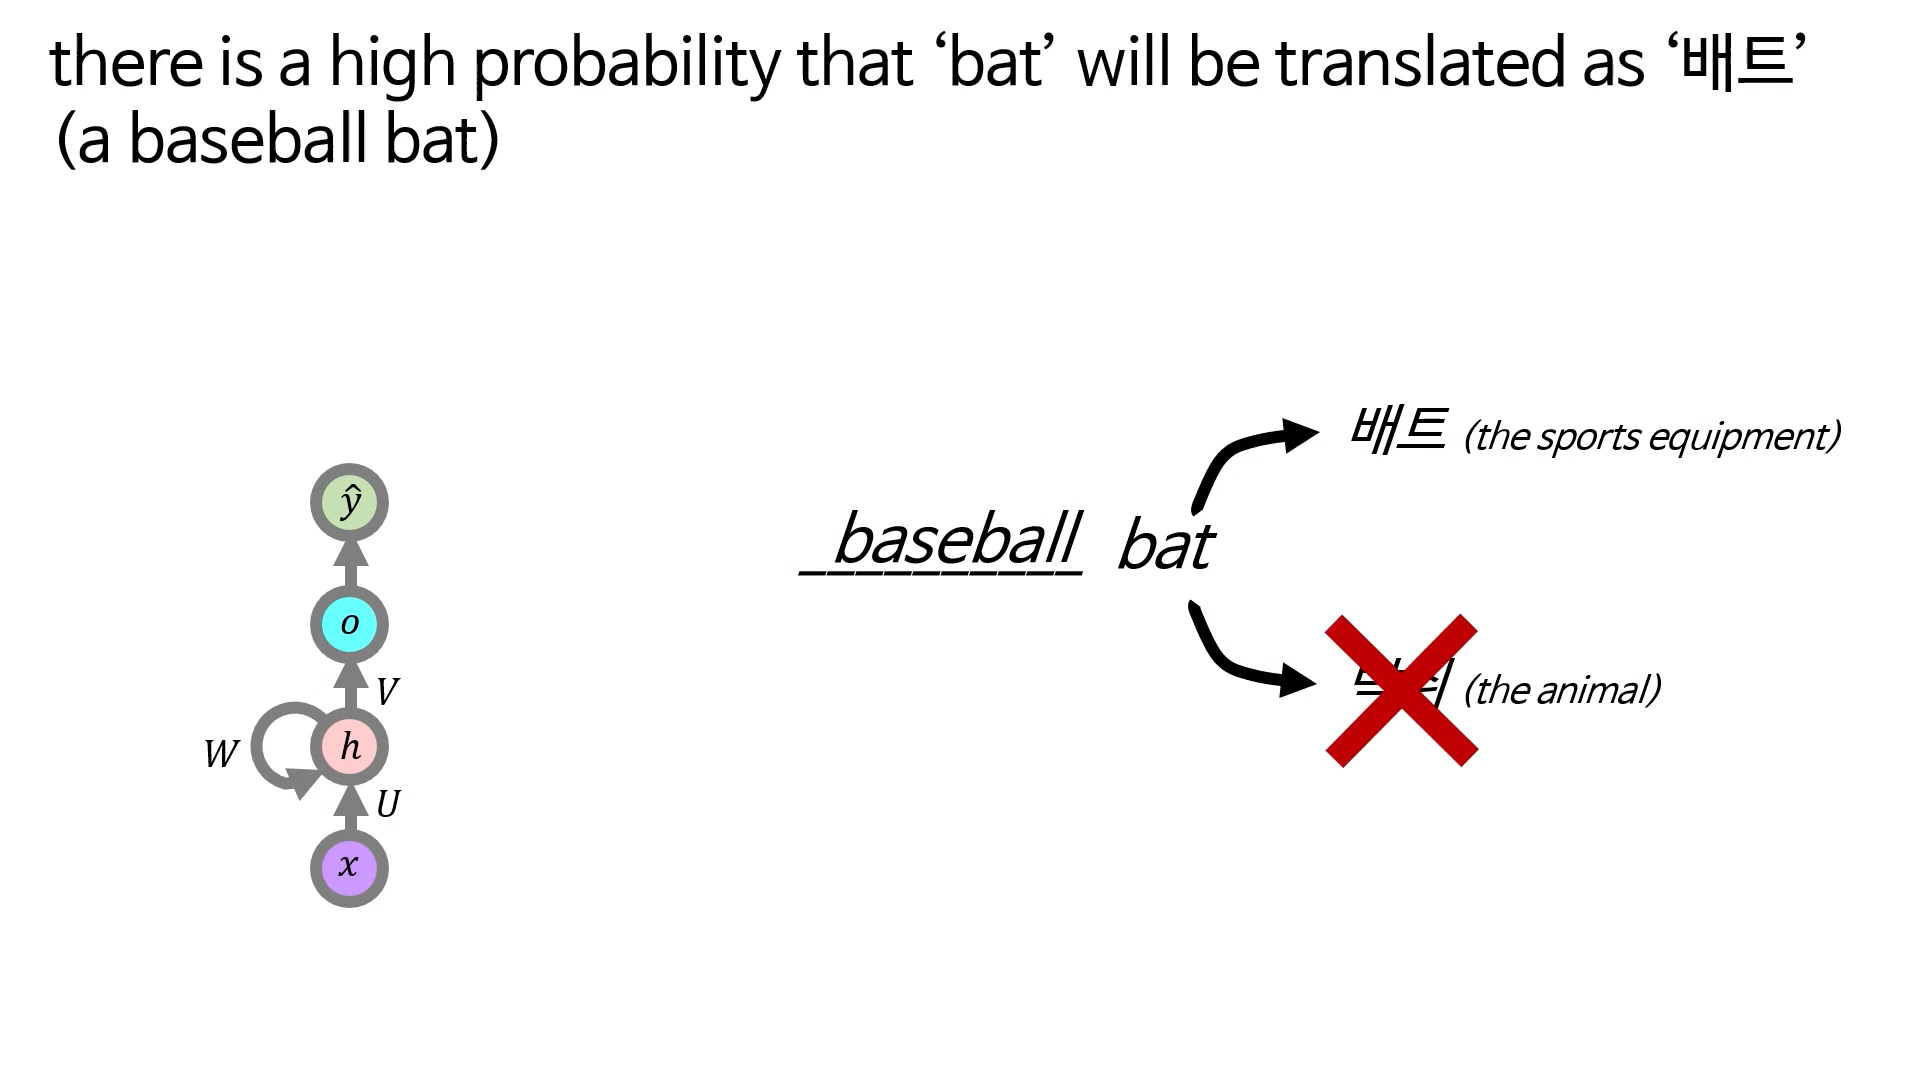 there is a high probability that ‘bat’ will be translated as ‘배트’
(a baseball bat)
배트 (the sports equipment)
baseball bat
(the animal)
ŷ
o
V
W
h
U
x